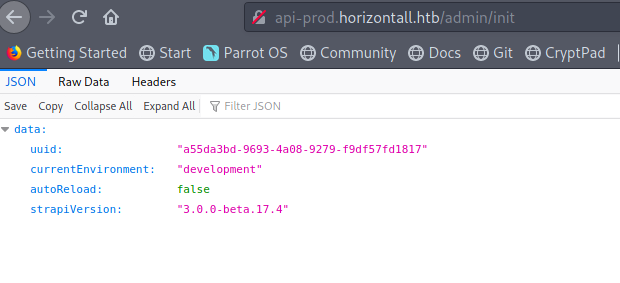 api-prod.horizontall.htb/admin/init
Getting Started Start Parrot OS Community Docs Git CryptPad
JSON Raw Data Headers
Save Copy Collapse All Expand All Filter JSON
data:
uuid: "a55da3bd-9693-4a08-9279-f9df57fd1817"
currentEnvironment: "development"
autoReload: false
strapiVersion: "3.0.0-beta.17.4"